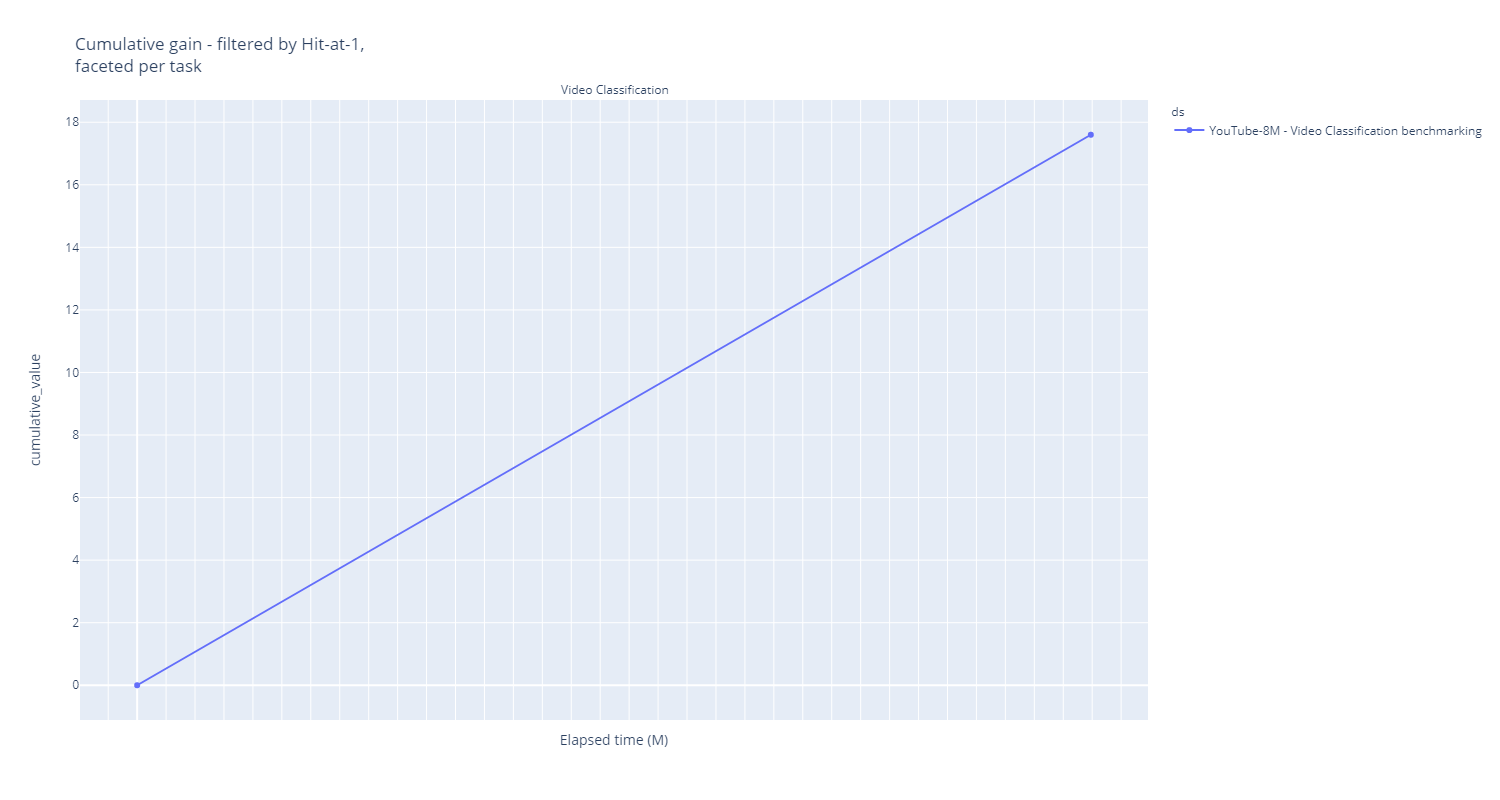 Cumulative gain - filtered by Hit-at-1,
faceted per task
Video Classification
ds
YouTube-8M - Video Classification benchmarking
18
16
14
12
10
8
6
4
2
0
cumulative_value
Elapsed time (M)